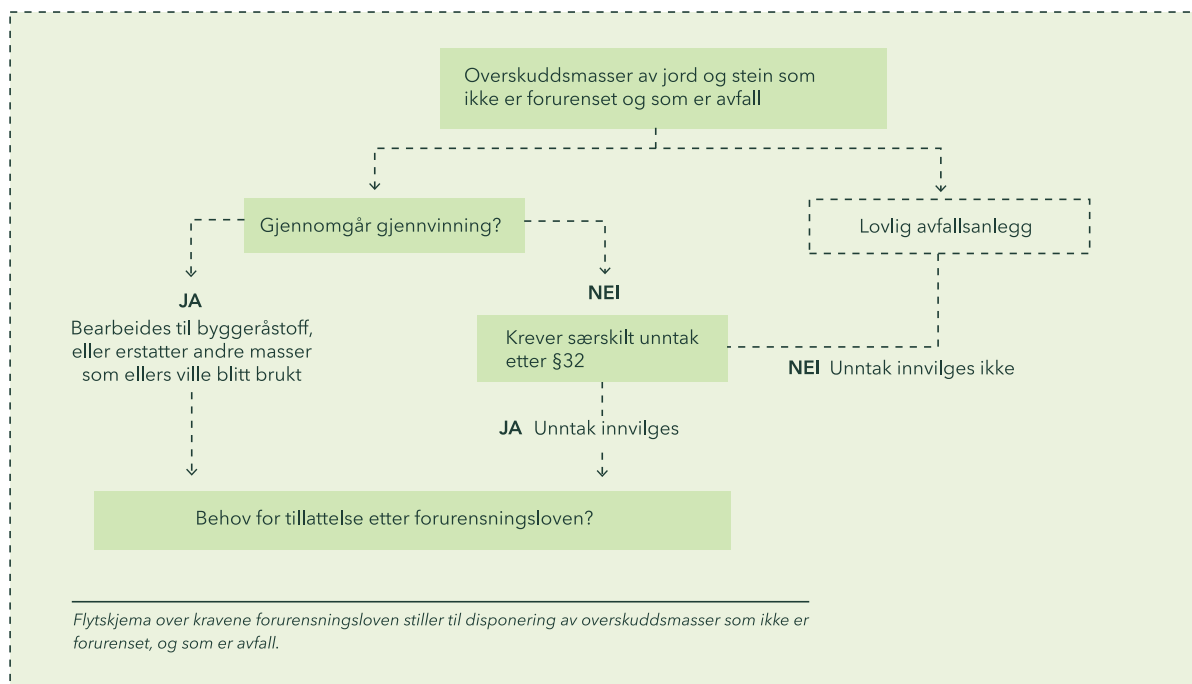 Overskuddsmasser av jord og stein som
ikke er forurenset og som er avfall
Gjennomgår gjennvinning?
Lovlig avfallsanlegg
JA
Bearbeides til byggeråstoff,
eller erstatter andre masser
som ellers ville blitt brukt
NEI
Krever særskilt unntak
etter §32
NEI Unntak innvilges ikke
JA Unntak innvilges
Behov for tillattelse etter forurensningsloven?
Flytskjema over kravene forurensningsloven stiller til disponering av overskuddsmasser som ikke er
forurenset, og som er avfall.